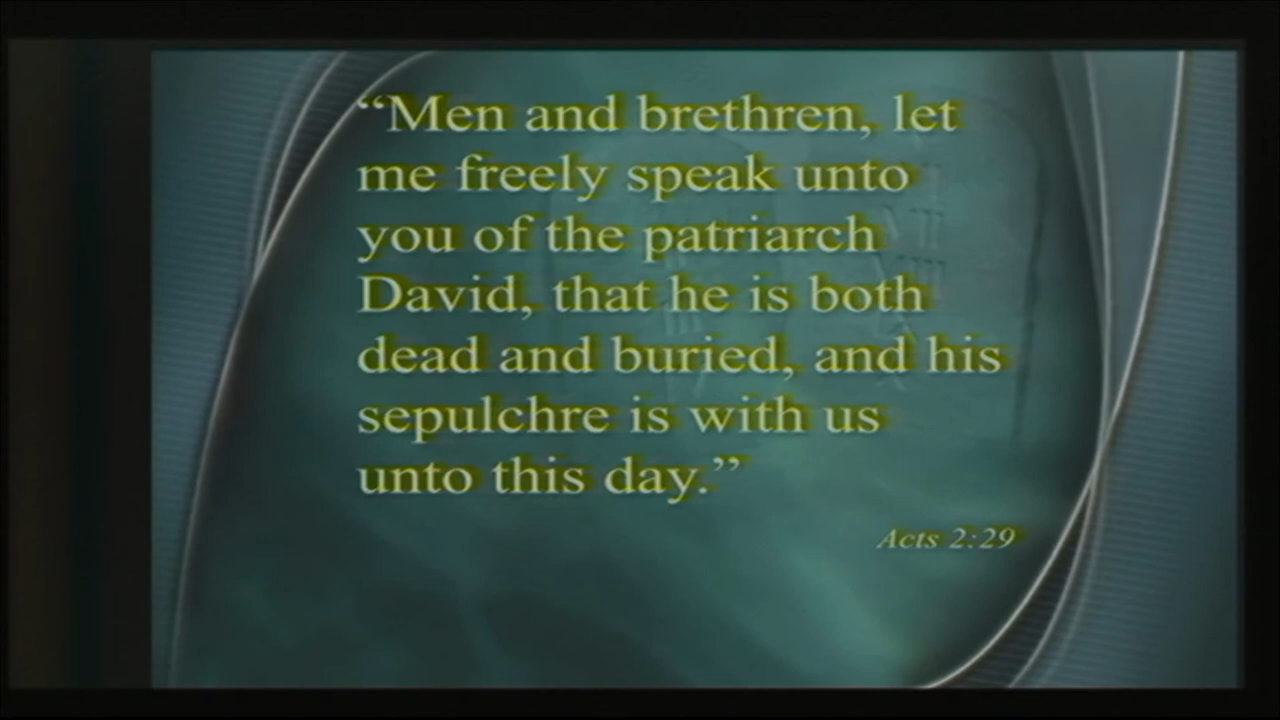 “Men and brethren, let
me freely speak unto
you of the patriarch
David, that he is both
dead and buried, and his
sepulchre is with us
unto this day.”
Acts 2:29